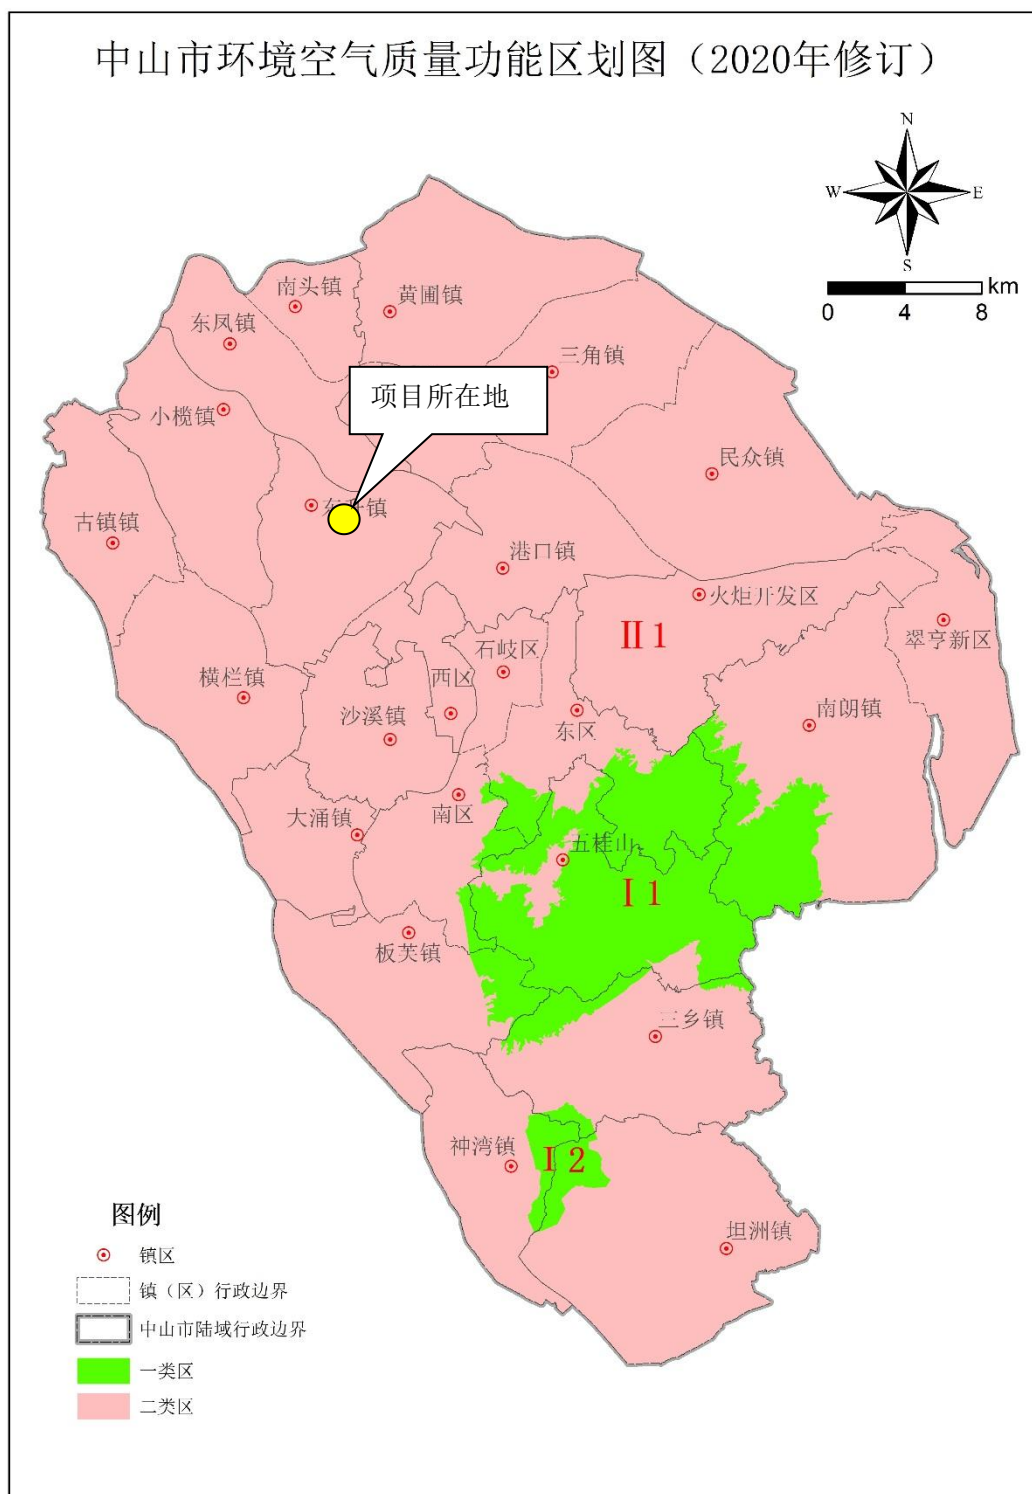 中山市环境空气质量功能区划图（2020年修订）
N
W
E
S
km
0 4 8
南头镇
黄圃镇
东凤镇
三角镇
项目所在地
小榄镇
民众镇
东升镇
古镇镇
港口镇
火炬开发区
II 1
翠亨新区
石岐区
横栏镇
西区
沙溪镇
东区
南朗镇
大涌镇
南区
五桂山
I 1
板芙镇
三乡镇
神湾镇
I 2
坦洲镇
图例
镇区
镇（区）行政边界
中山市陆域行政边界
一类区
二类区